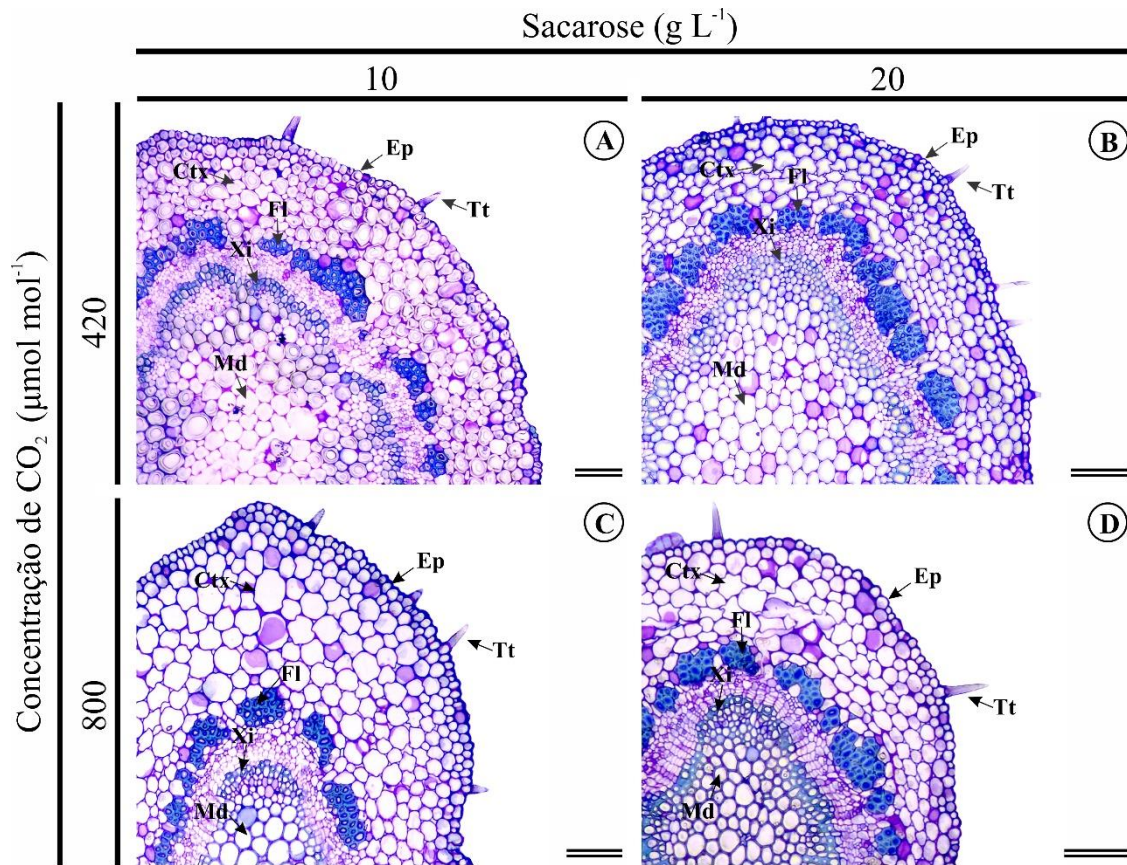 Sacarose (g L⁻¹)
10
20
Concentração de CO₂ (μmol mol⁻¹)
420
A
Ep
Ctx
Tt
Fl
Xi
Md
B
Ep
Ctx
Fl
Tt
Xi
Md
800
C
Ep
Ctx
Tt
Fl
Xi
Md
D
Ctx
Ep
Fl
Xi
Tt
Md